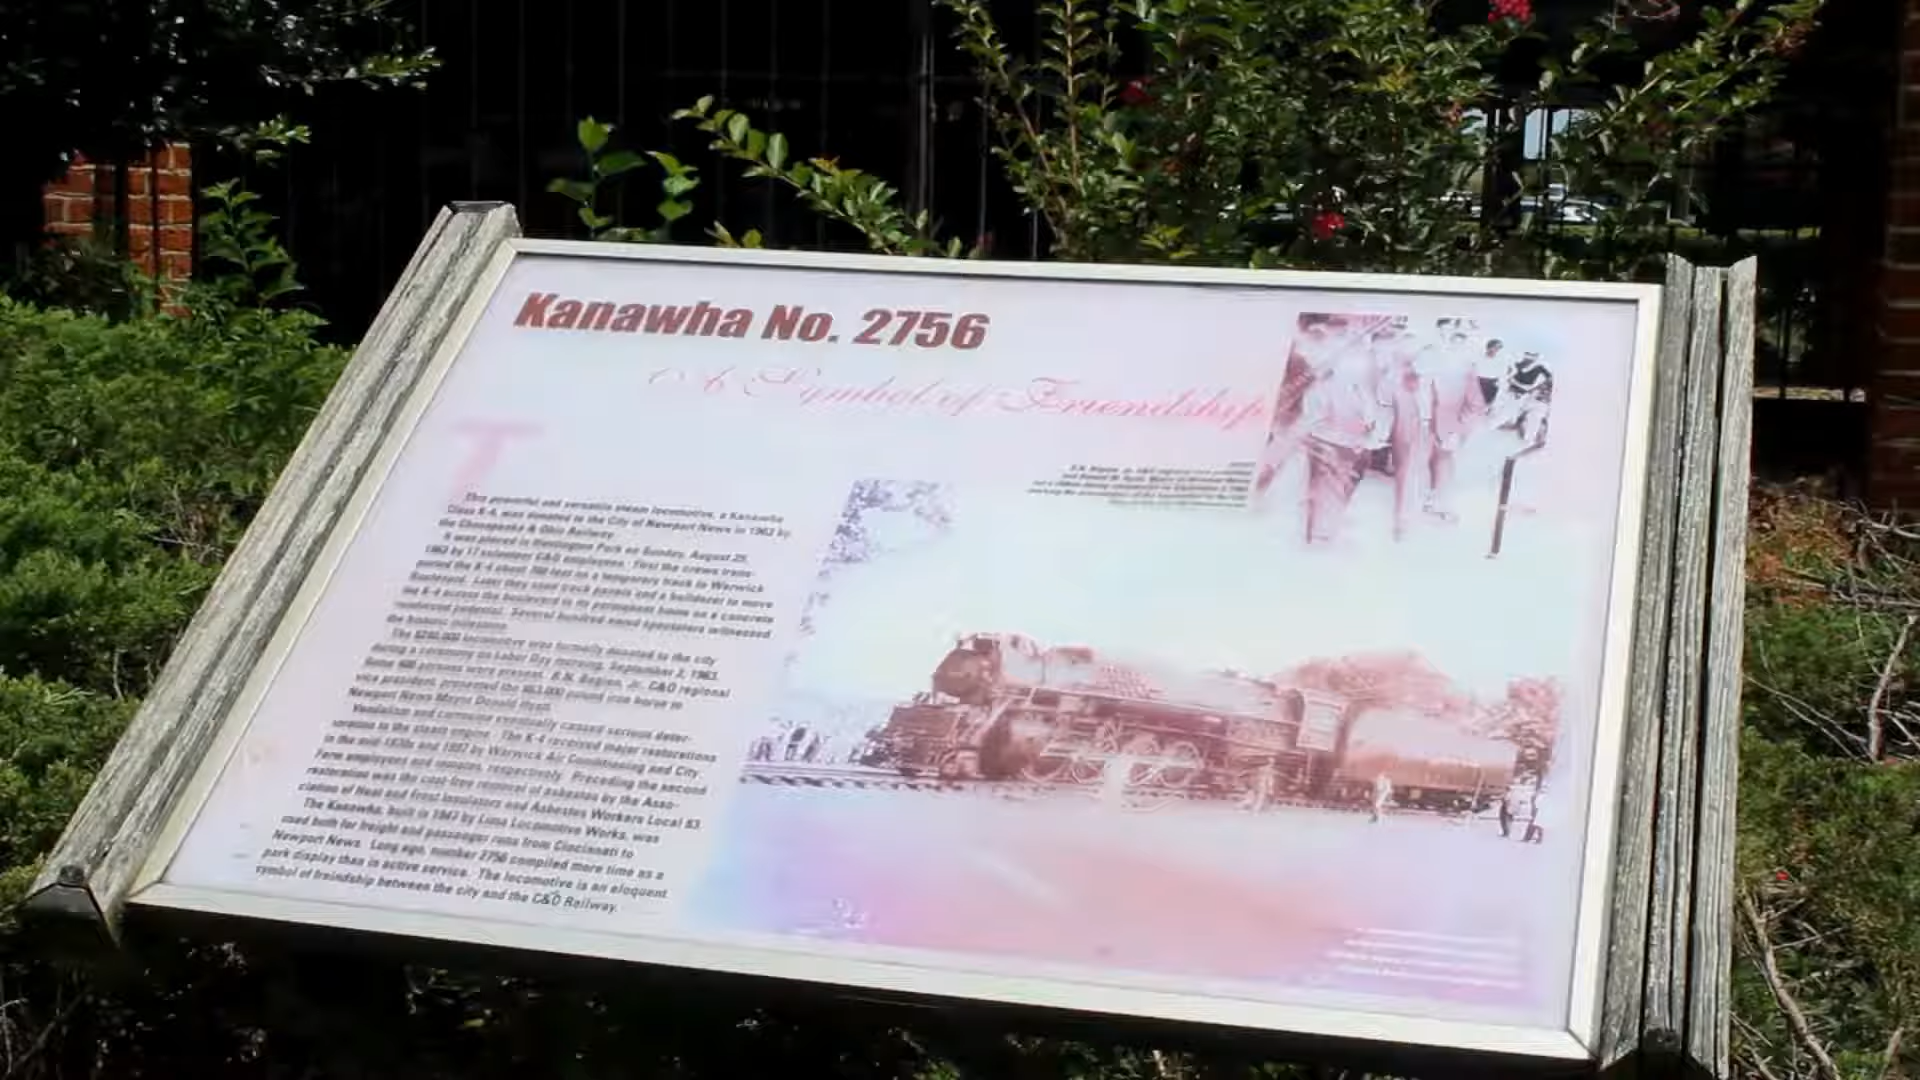 Kanawha No. 2756
A Symbol of Friendship
This powerful and versatile steam locomotive, a Kanawha
Class K-4, was donated to the City of Newport News in 1963 by
the Chesapeake & Ohio Railway.
It was placed in Huntington Park on Sunday, August 25,
1963 by 17 volunteer C&O employees. First the crews trans-
ported the K-4 about 700 feet on a temporary track to Warwick
Boulevard. Later they used track panels and a bulldozer to move
the K-4 across the boulevard to its permanent home on a concrete
reinforced pedestal. Several hundred awed spectators witnessed
the historic milestone.
The locomotive was formally donated to the city
during a ceremony on Labor Day morning, September 2, 1963.
Some persons were present. B.N. Jr. C&O regional
vice president, presented the pound iron horse to
Newport News Mayor Donald Hyatt.
Vandalism and corrosion eventually caused serious deter-
ioration to the steam engine. The K-4 received major restorations
in the mid-1970s and 1987 by Warwick Air Conditioning and City
Farm employees and inmates, respectively. Preceding the second
restoration was the cost-free removal of asbestos by the Asso-
ciation of Heat and Frost Insulators and Asbestos Workers Local 83.
The Kanawha, built in 1947 by Lima Locomotive Works, was
used both for freight and passenger runs from Cincinnati to
Newport News. Long ago, number 2756 compiled more time as a
park display than in active service. The locomotive is an eloquent
symbol of freindship between the city and the C&O Railway.